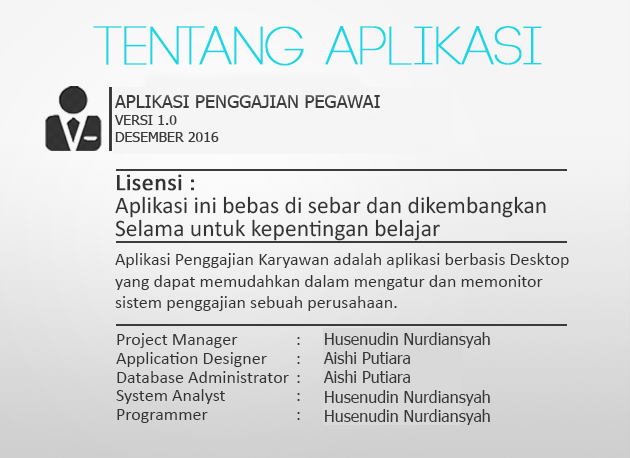 TENTANG APLIKASI
APLIKASI PENGGAJIAN PEGAWAI
VERSI 1.0
DESEMBER 2016
Lisensi :
Aplikasi ini bebas di sebar dan dikembangkan
Selama untuk kepentingan belajar
Aplikasi Penggajian Karyawan adalah aplikasi berbasis Desktop
yang dapat memudahkan dalam mengatur dan memonitor
sistem penggajian sebuah perusahaan.
Project Manager : Husenudin Nurdiansyah
Application Designer : Aishi Putiara
Database Administrator : Aishi Putiara
System Analyst : Husenudin Nurdiansyah
Programmer : Husenudin Nurdiansyah